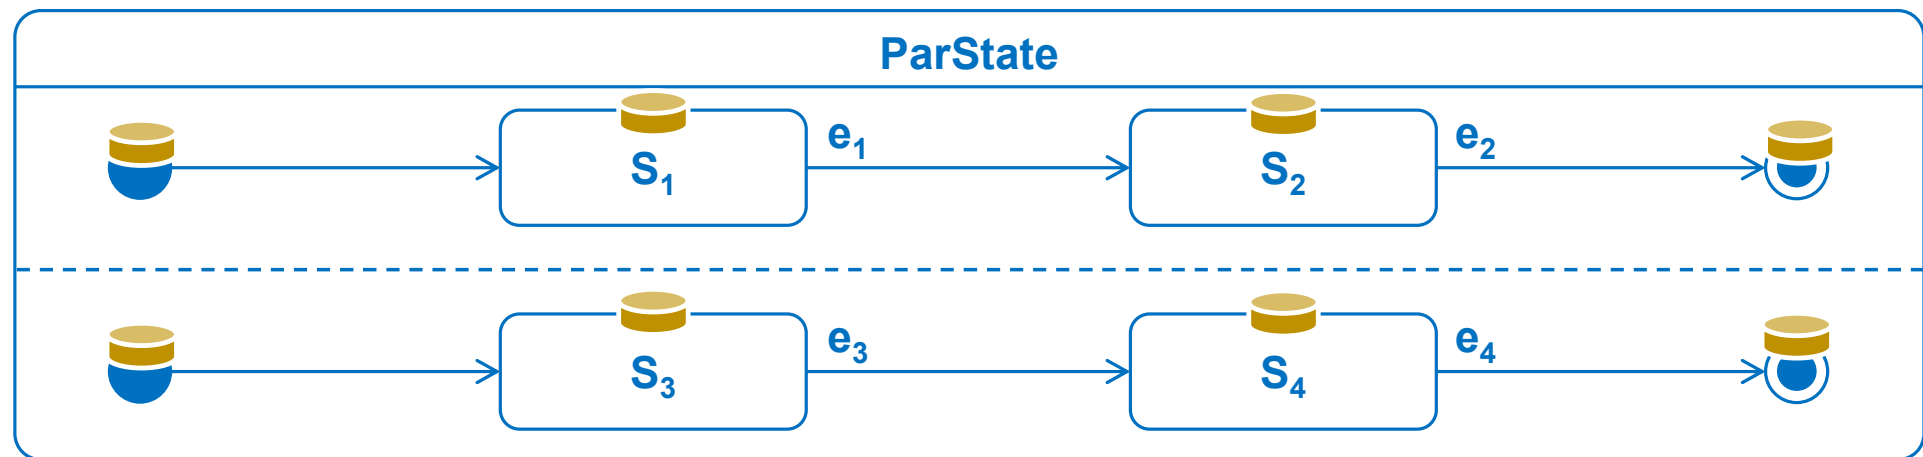 ParState
S₁ e₁ S₂ e₂
S₃ e₃ S₄ e₄